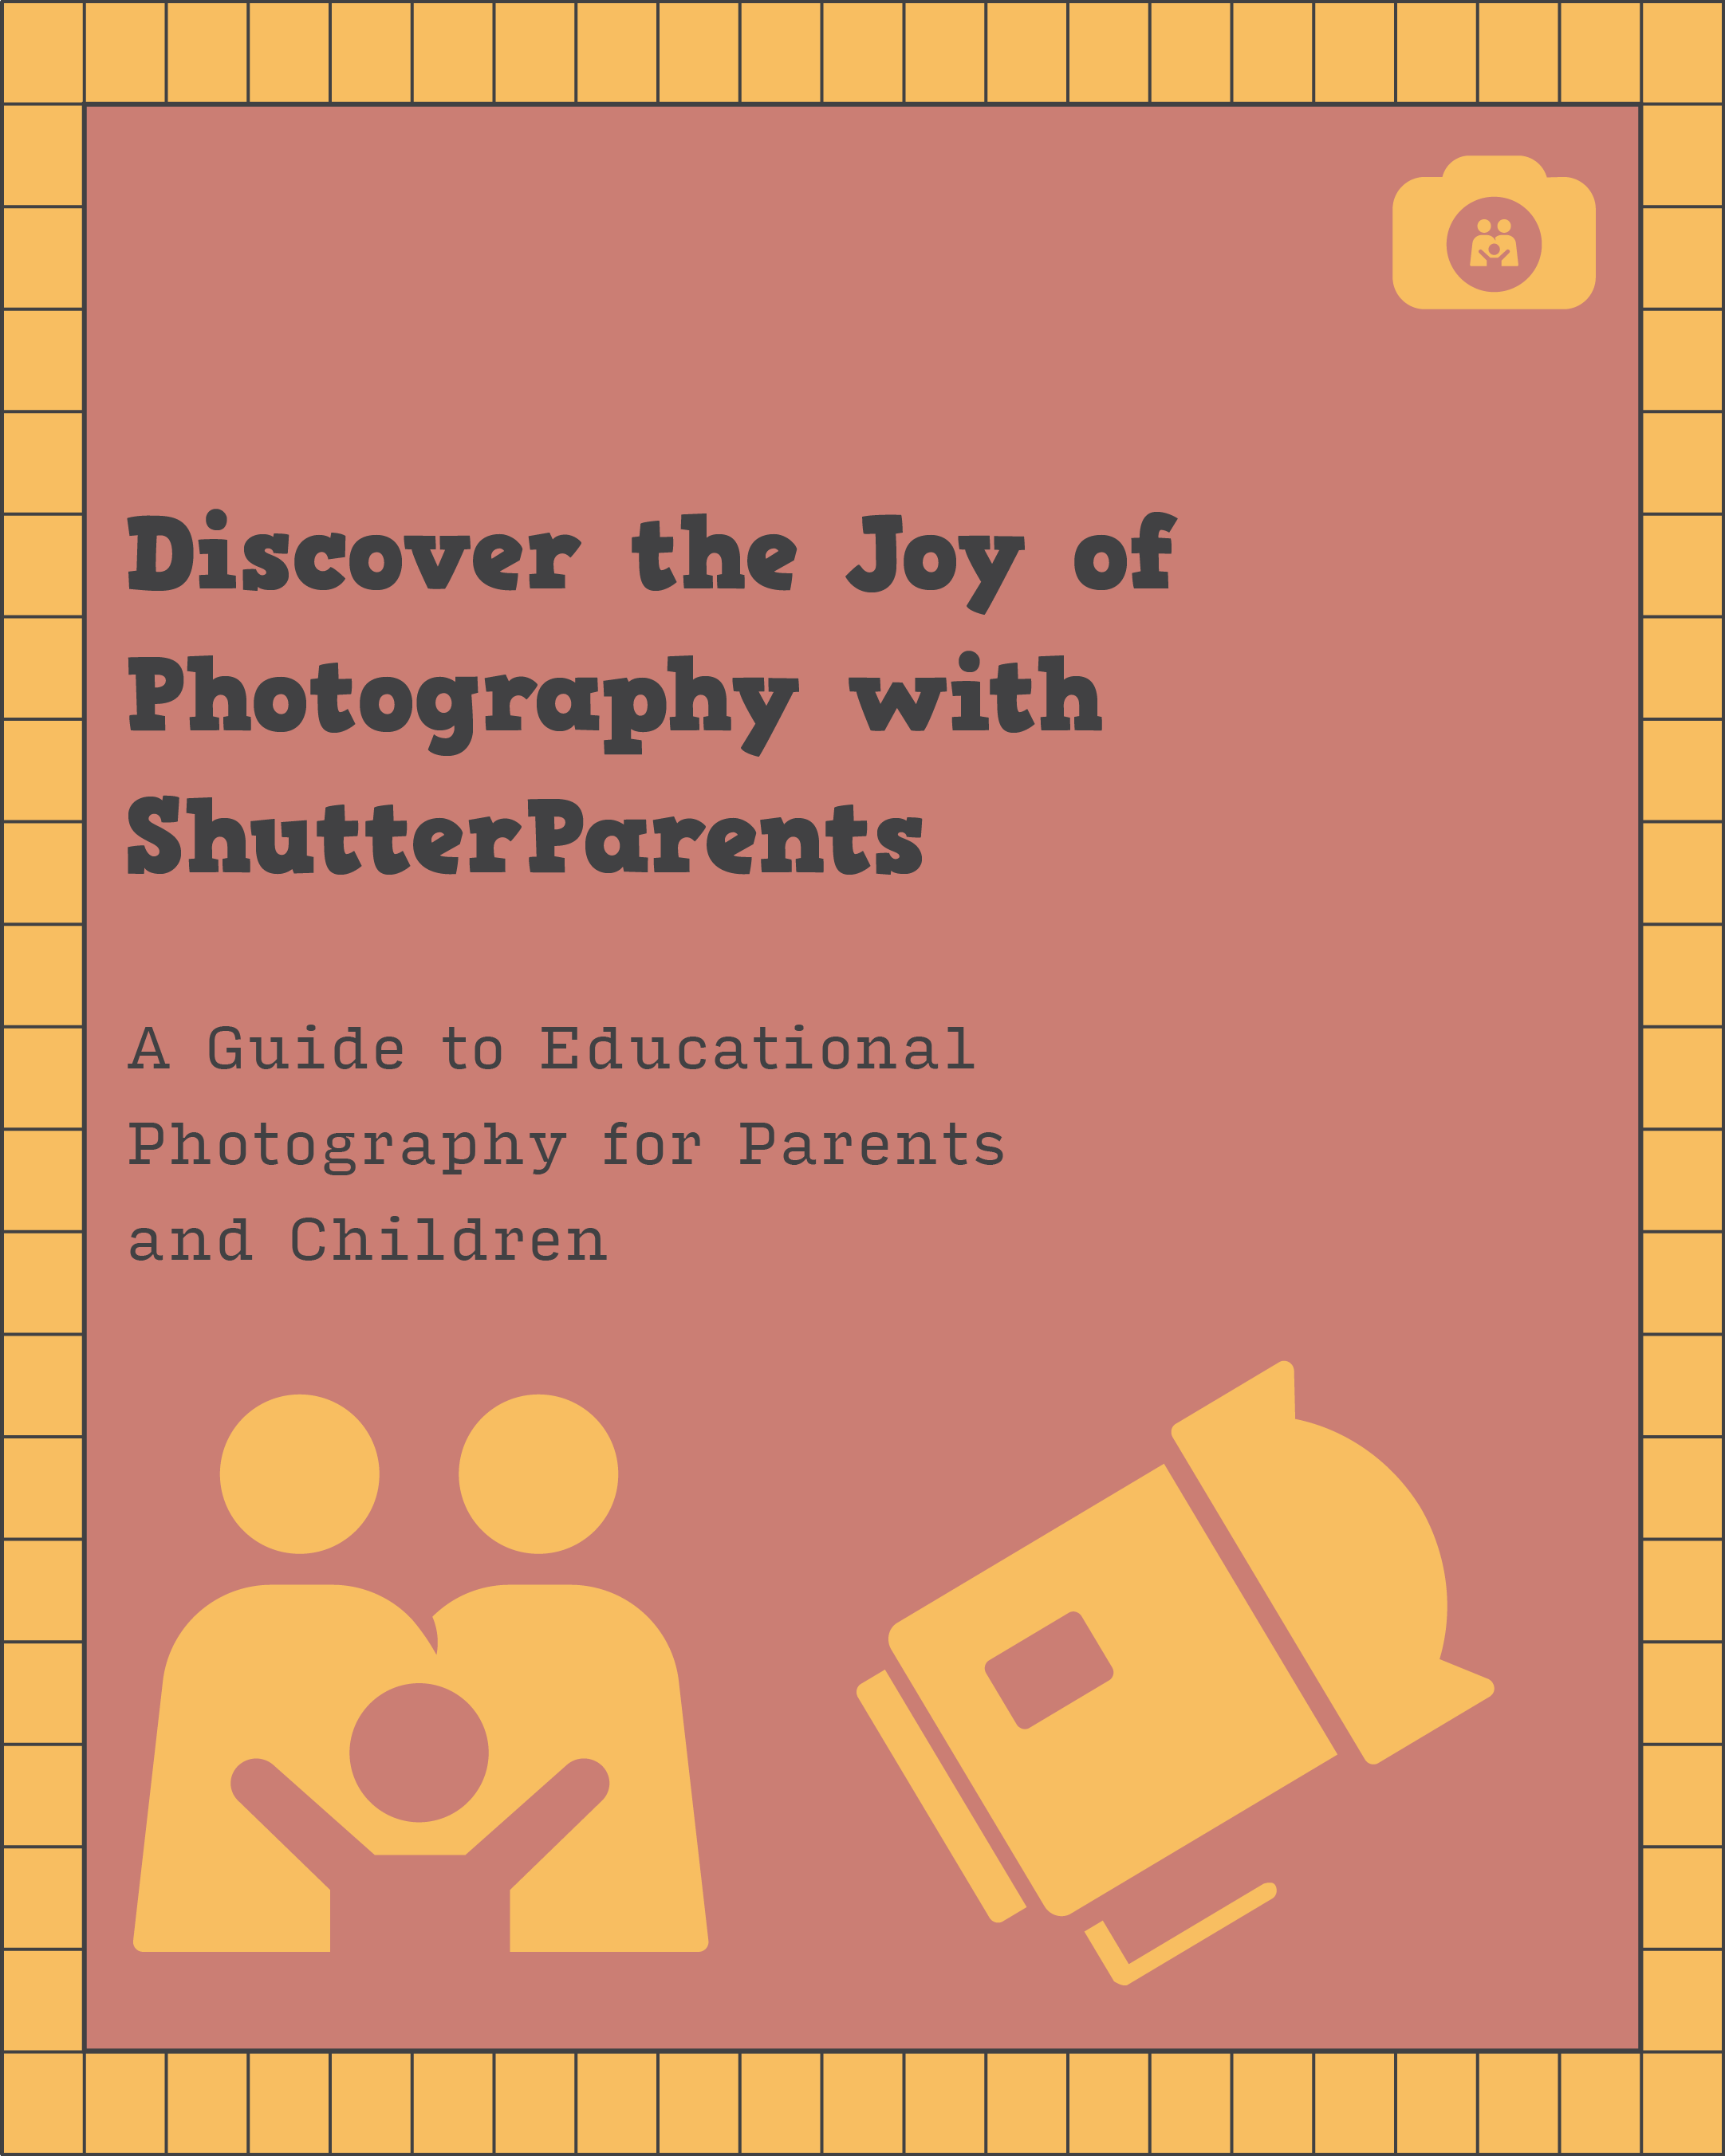 Discover the Joy of
Photography with
ShutterParents
A Guide to Educational
Photography for Parents
and Children